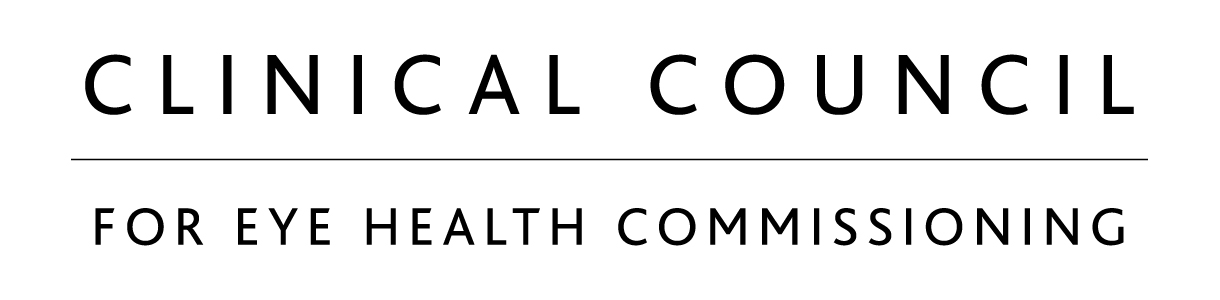 CLINICAL COUNCIL
FOR EYE HEALTH COMMISSIONING